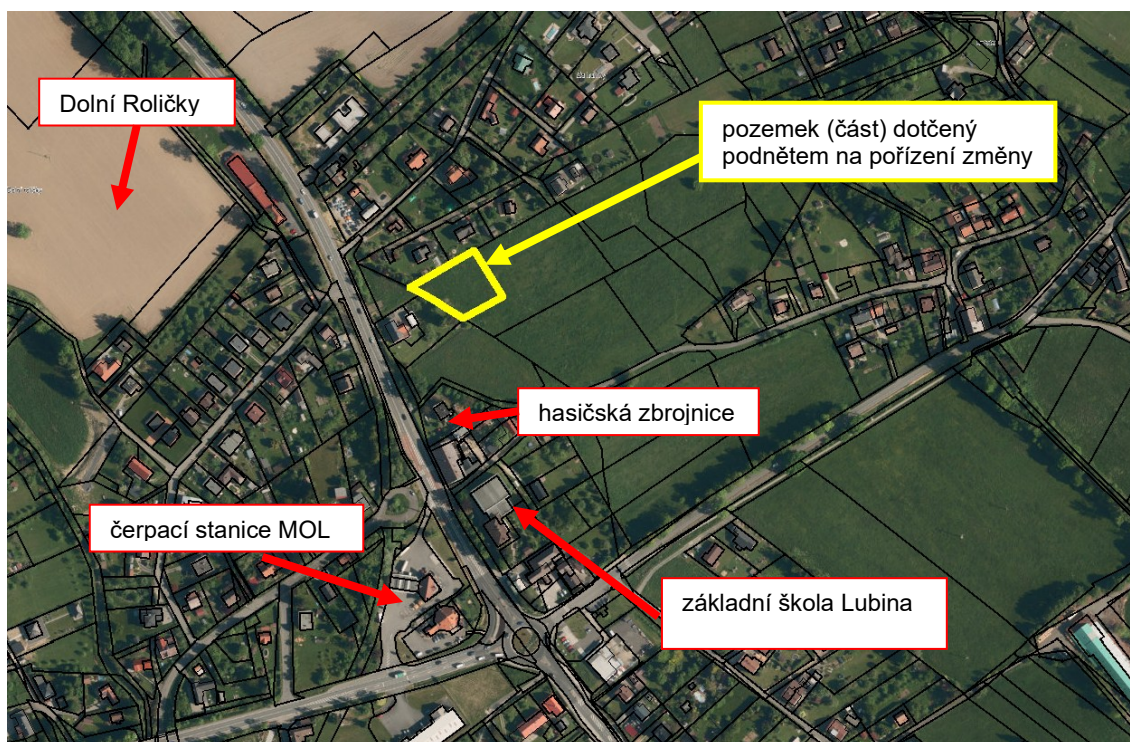 Dolní Roličky
pozemek (část) dotčený
podnětem na pořízení změny
hasičská zbrojnice
čerpací stanice MOL
základní škola Lubina